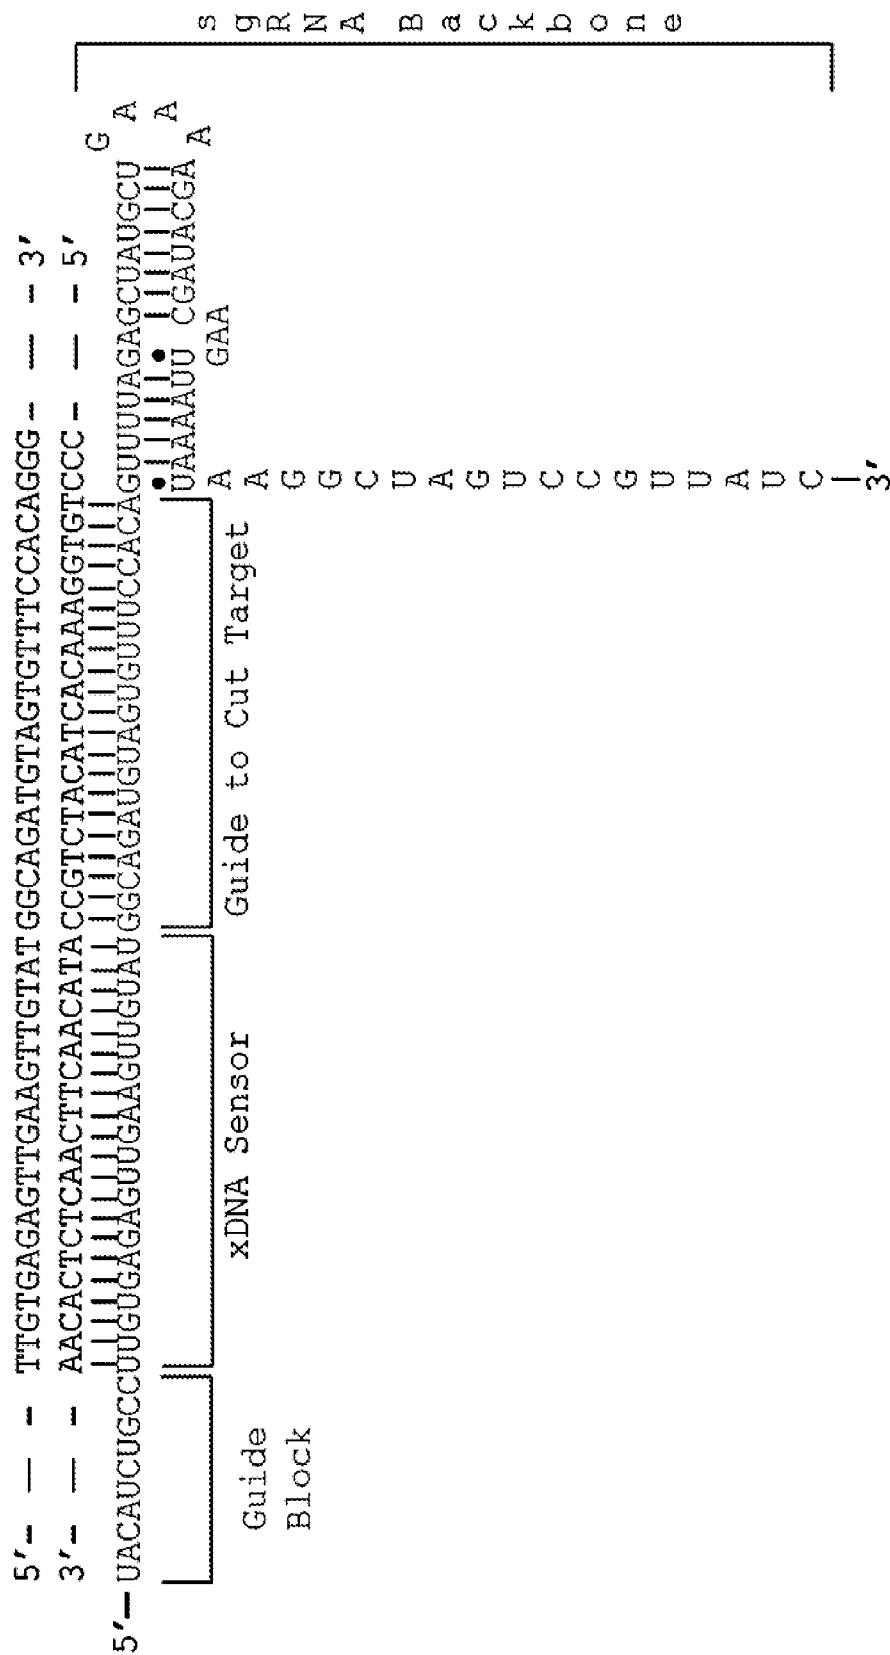 5'- — - TTGTGAGAGTTGAAGTTGTATGGCAGATGTAGTGTTTCCACAGGG- — - 3'
3'- — - AACACTCTCAACTTCAACATACCGTCTACATCACAAAGGTGTCCC- — - 5'
5'-UACAUCUGCCUUGUGAGAGUUGAAGUUGUAUGGCAGAUGUAGUGUUUCCACAGUUUUAGAGCUAUGCU
G
A
A
A
UAAAAUU CGAUACGA
GAA
A
A
G
G
C
U
A
G
U
C
C
G
U
U
A
U
C
3'
Guide
Block
xDNA Sensor
Guide to Cut Target
sgRNA Backbone